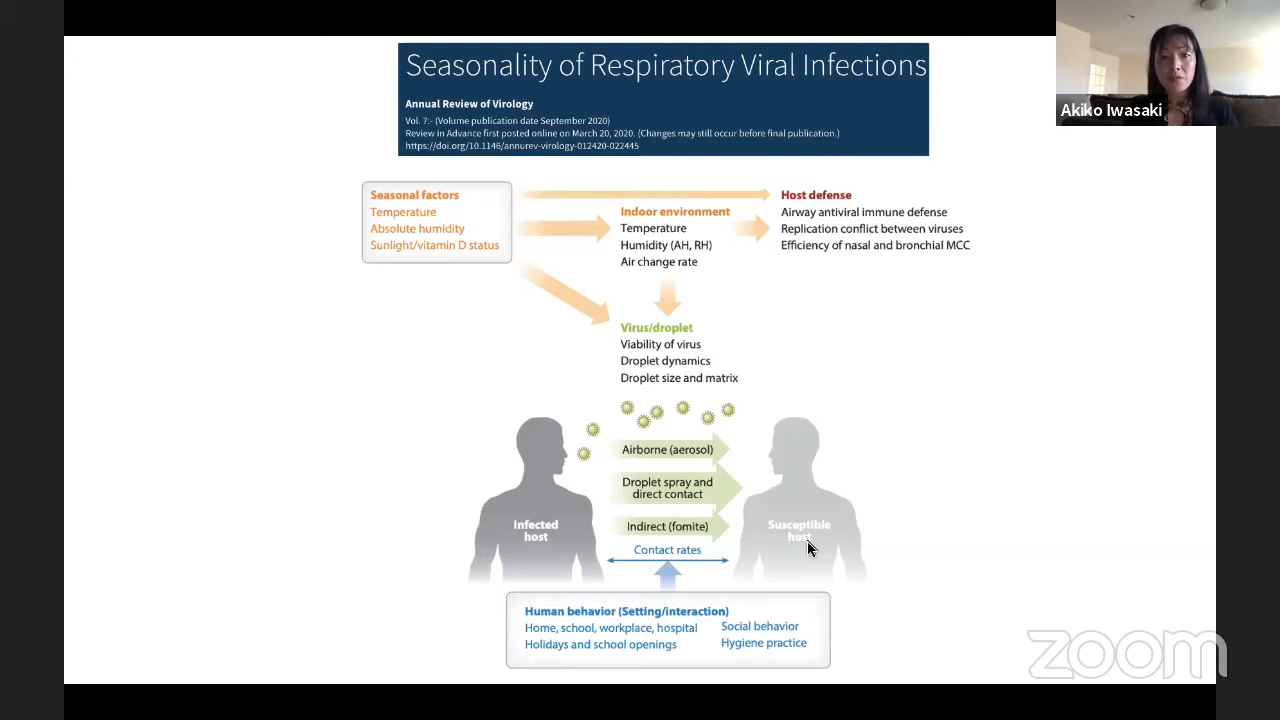 Seasonality of Respiratory Viral Infections
Annual Review of Virology
Vol. 7:- (Volume publication date September 2020)
Review in Advance first posted online on March 20, 2020. (Changes may still occur before final publication.)
https://doi.org/10.1146/annurev-virology-012420-022445
Akiko Iwasaki
Seasonal factors
Temperature
Absolute humidity
Sunlight/vitamin D status
Indoor environment
Temperature
Humidity (AH, RH)
Air change rate
Host defense
Airway antiviral immune defense
Replication conflict between viruses
Efficiency of nasal and bronchial MCC
Virus/droplet
Viability of virus
Droplet dynamics
Droplet size and matrix
Airborne (aerosol)
Droplet spray and
direct contact
Indirect (fomite)
Infected
host
Susceptible
host
Contact rates
Human behavior (Setting/interaction)
Home, school, workplace, hospital
Holidays and school openings
Social behavior
Hygiene practice
zoom